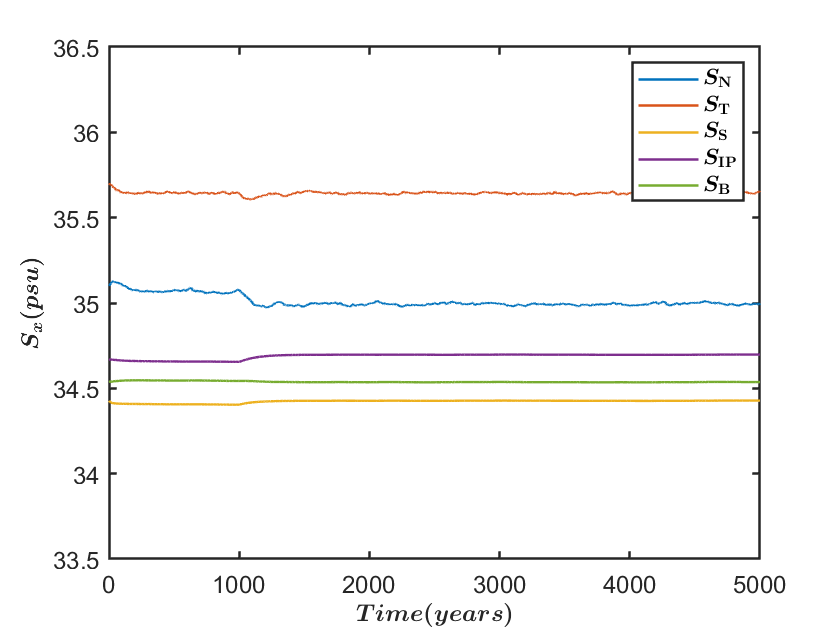 36.5
36
35.5
35
34.5
34
33.5
0 1000 2000 3000 4000 5000
Time(years)
S_x(psu)
S_N
S_T
S_S
S_IP
S_B